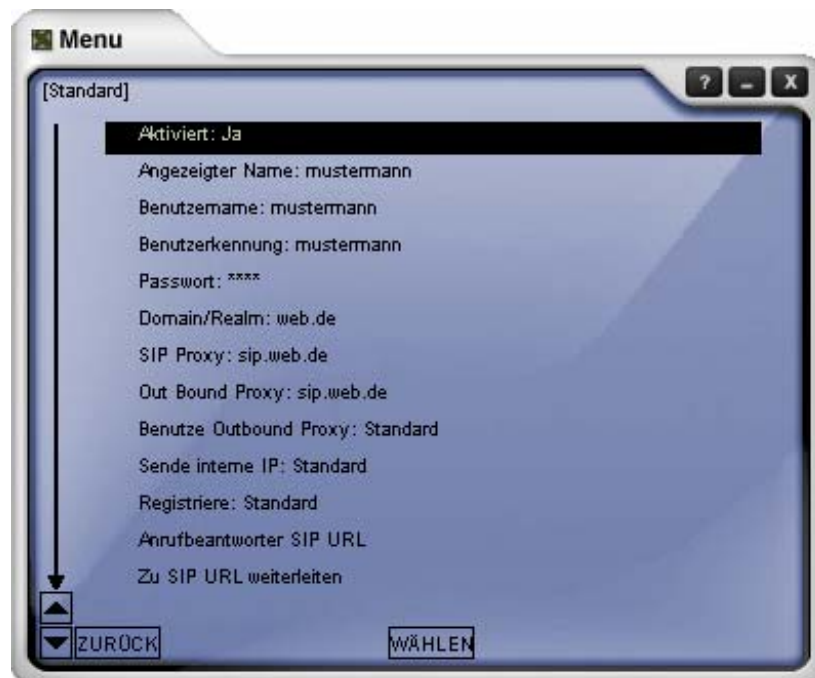 Menu
? - X
[Standard]
Aktiviert: Ja
Angezeigter Name: mustermann
Benutzername: mustermann
Benutzerkennung: mustermann
Passwort: ****
Domain/Realm: web.de
SIP Proxy: sip.web.de
Out Bound Proxy: sip.web.de
Benutze Outbound Proxy: Standard
Sende interne IP: Standard
Registriere: Standard
Anrufbeantworter SIP URL
Zu SIP URL weiterleiten
ZURÜCK WÄHLEN